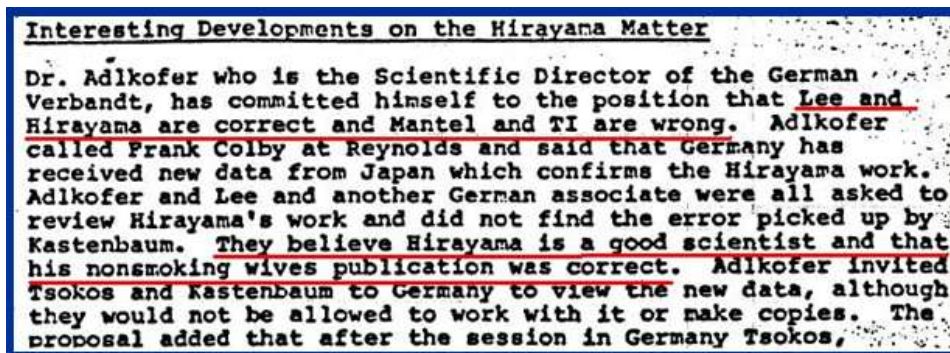 Interesting Developments on the Hirayama Matter
Dr. Adlkofer who is the Scientific Director of the German
Verbandt, has committed himself to the position that Lee and
Hirayama are correct and Mantel and TI are wrong. Adlkofer
called Frank Colby at Reynolds and said that Germany has
received new data from Japan which confirms the Hirayama work.
Adlkofer and Lee and another German associate were all asked to
review Hirayama's work and did not find the error picked up by
Kastenbaum. They believe Hirayama is a good scientist and that
his nonsmoking wives publication was correct. Adlkofer invited
Tsokos and Kastenbaum to Germany to view the new data, although
they would not be allowed to work with it or make copies. The
proposal added that after the session in Germany Tsokos,